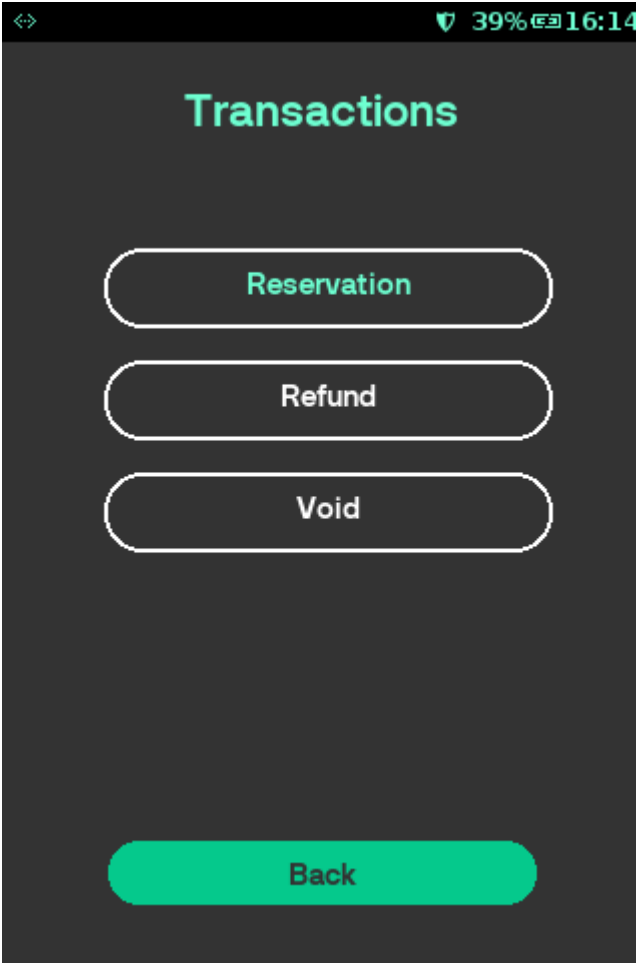 39% 16:14
Transactions
Reservation
Refund
Void
Back